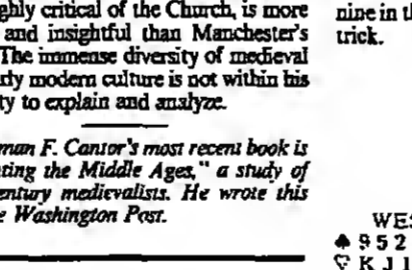 ghly critical of the Church, is more
and insightful than Manchester's
The immense diversity of medieval
rly modern culture is not within his
ty to explain and analyze.
man F. Cantor's most recent book is
ting the Middle Ages," a study of
entury medievalists. He wrote this
e Washington Post.
nine in th
trick.
WES
♠ 9 5 2
♡ K J 1